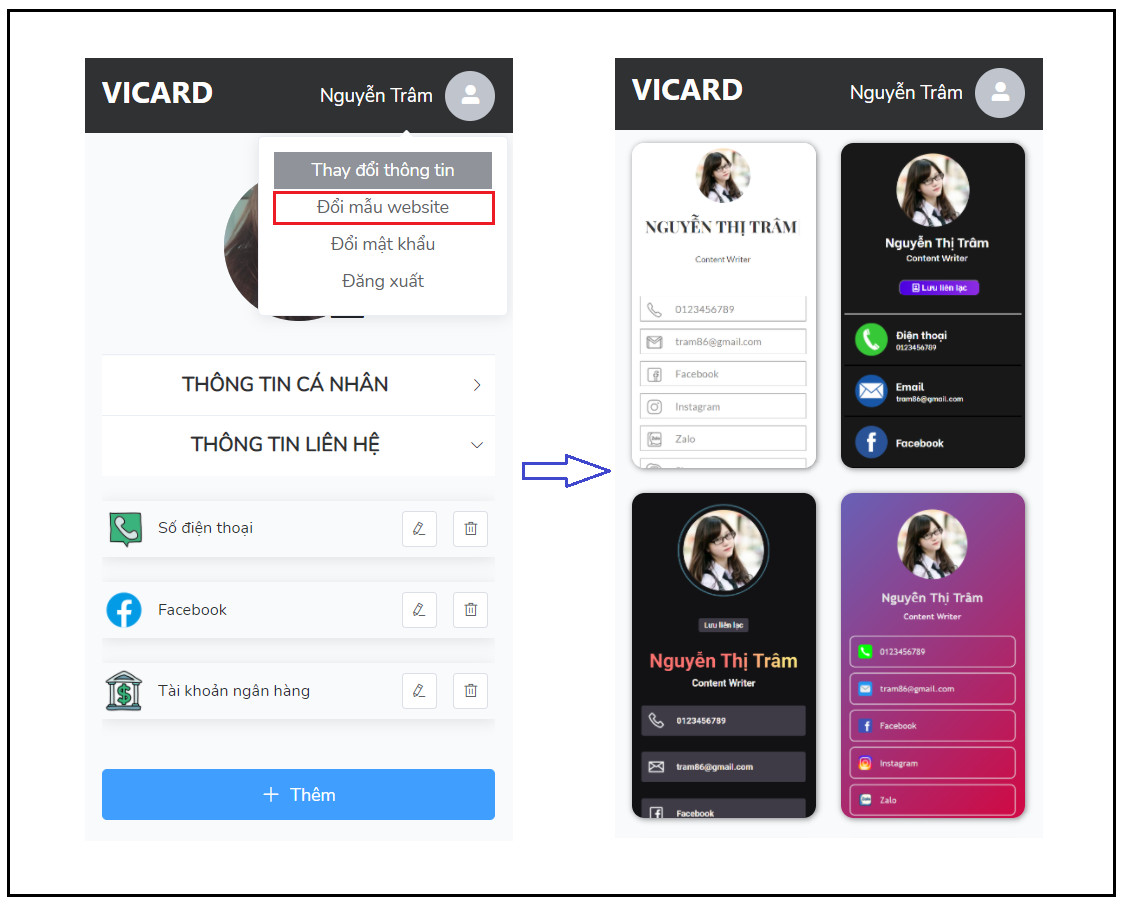 VICARD
Nguyễn Trâm
Thay đổi thông tin
Đổi mẫu website
Đổi mật khẩu
Đăng xuất
THÔNG TIN CÁ NHÂN
THÔNG TIN LIÊN HỆ
Số điện thoại
Facebook
Tài khoản ngân hàng
+ Thêm
VICARD
Nguyễn Trâm
NGUYỄN THỊ TRÂM
Content Writer
0123456789
tram86@gmail.com
Facebook
Instagram
Zalo
Nguyễn Thị Trâm
Content Writer
Lưu liên lạc
Điện thoại
0123456789
Email
tram86@gmail.com
Facebook
Lưu liên lạc
Nguyễn Thị Trâm
Content Writer
0123456789
tram86@gmail.com
Facebook
Nguyễn Thị Trâm
Content Writer
0123456789
tram86@gmail.com
Facebook
Instagram
Zalo